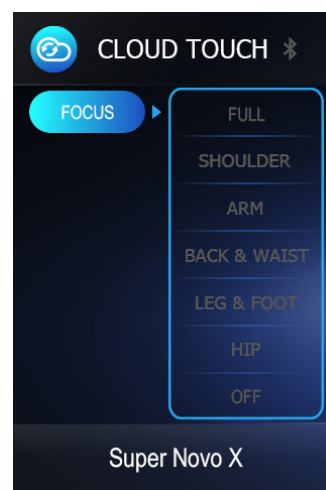 CLOUD TOUCH
FOCUS
FULL
SHOULDER
ARM
BACK & WAIST
LEG & FOOT
HIP
OFF
Super Novo X